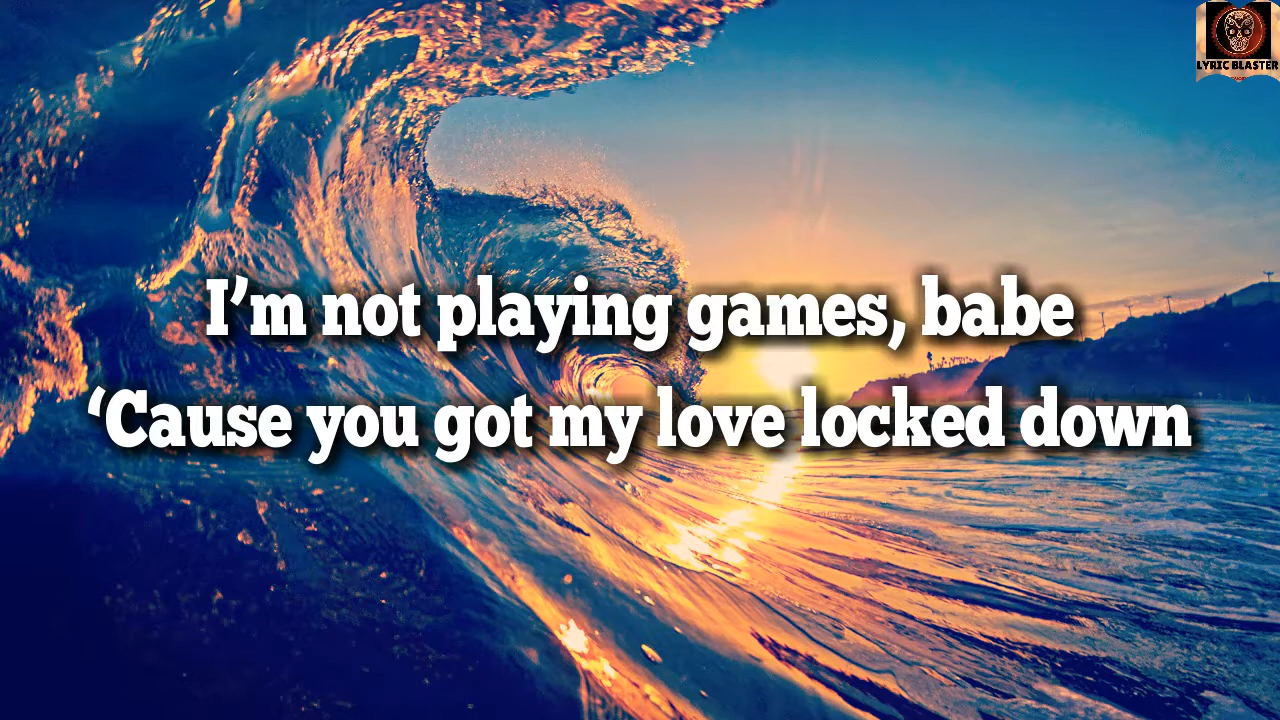 LYRIC BLASTER
I’m not playing games, babe
‘Cause you got my love locked down